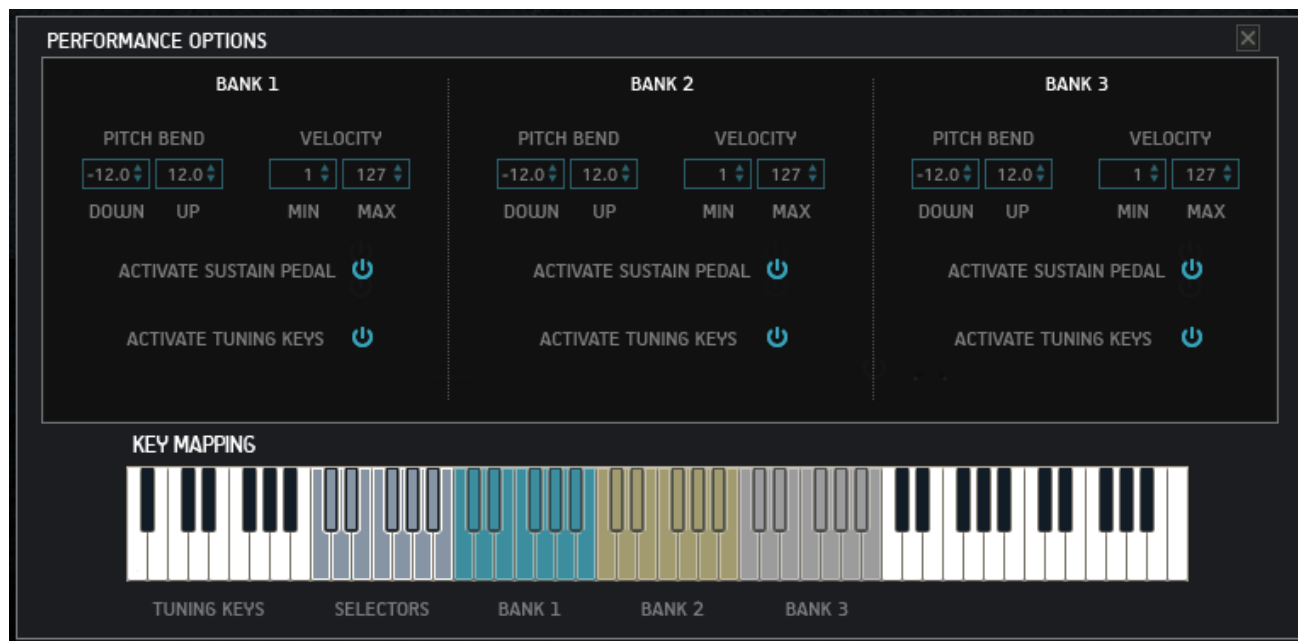 PERFORMANCE OPTIONS
BANK 1 BANK 2 BANK 3
PITCH BEND VELOCITY PITCH BEND VELOCITY PITCH BEND VELOCITY
-12.0 12.0 1 127 -12.0 12.0 1 127 -12.0 12.0 1 127
DOWN UP MIN MAX DOWN UP MIN MAX DOWN UP MIN MAX
ACTIVATE SUSTAIN PEDAL ACTIVATE SUSTAIN PEDAL ACTIVATE SUSTAIN PEDAL
ACTIVATE TUNING KEYS ACTIVATE TUNING KEYS ACTIVATE TUNING KEYS
KEY MAPPING
TUNING KEYS SELECTORS BANK 1 BANK 2 BANK 3